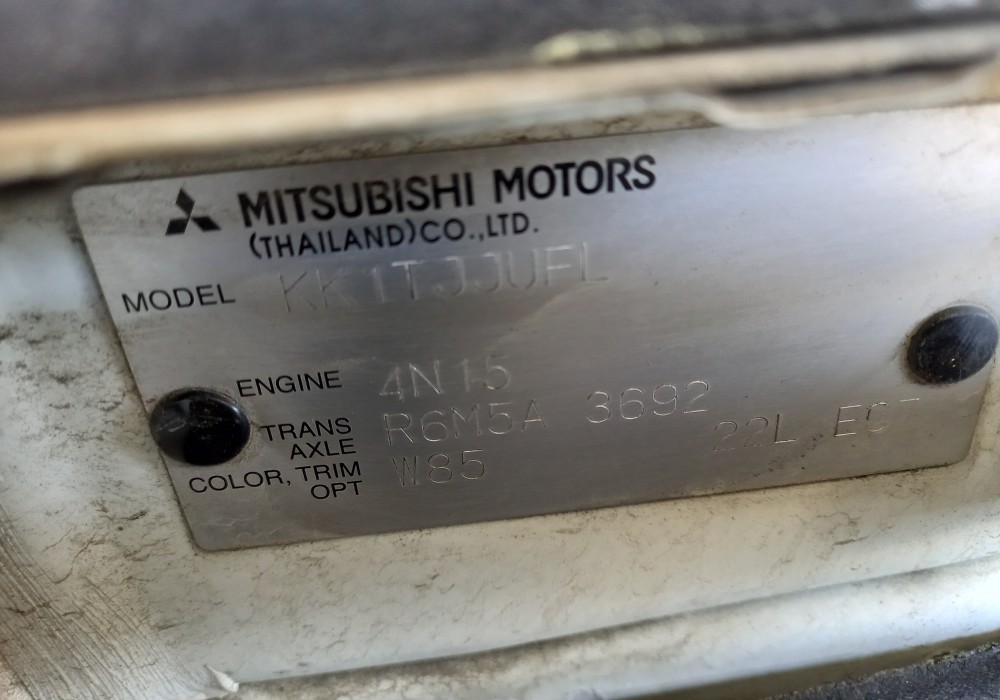 MITSUBISHI MOTORS
(THAILAND)CO.,LTD.
MODEL KK1TJJUFL
ENGINE 4N15
TRANS AXLE R6M5A 3692
COLOR, TRIM OPT W85 22L